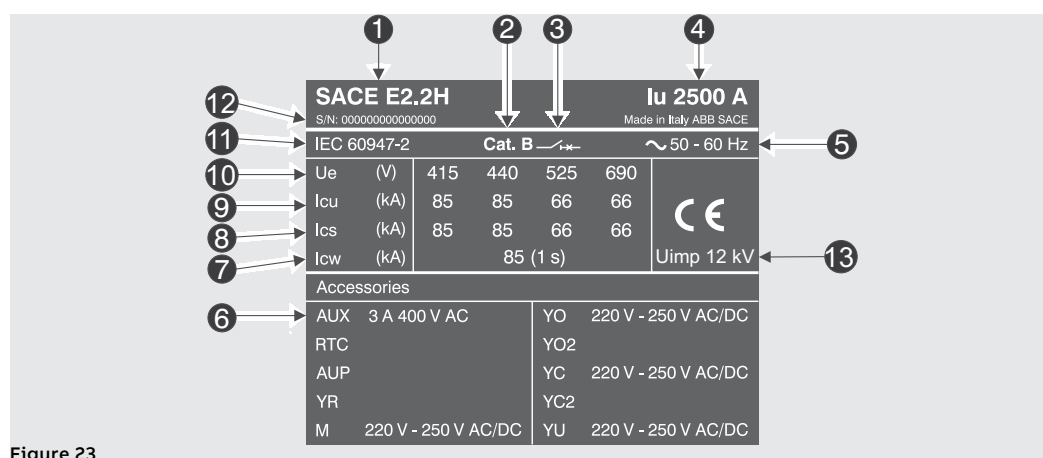 1 2 3 4
SACE E2.2H Iu 2500 A
12 S/N: 000000000000000 Made in Italy ABB SACE
11 IEC 60947-2 Cat. B 50 - 60 Hz 5
10 Ue (V) 415 440 525 690
9 Icu (kA) 85 85 66 66 CE
8 Ics (kA) 85 85 66 66
7 Icw (kA) 85 (1 s) Uimp 12 kV 13
Accessories
6 AUX 3 A 400 V AC YO 220 V - 250 V AC/DC
RTC YO2
AUP YC 220 V - 250 V AC/DC
YR YC2
M 220 V - 250 V AC/DC YU 220 V - 250 V AC/DC
Figure 23